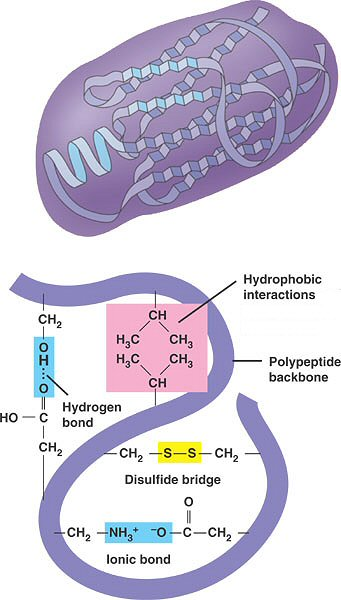 Hydrophobic
interactions
CH
CH₂
H₃C CH₃
OH
H₃C CH₃
Polypeptide
backbone
O
CH
Hydrogen
bond
HO C
CH₂
CH₂ S S CH₂
Disulfide bridge
O
CH₂ NH₃⁺ ⁻O C CH₂
Ionic bond